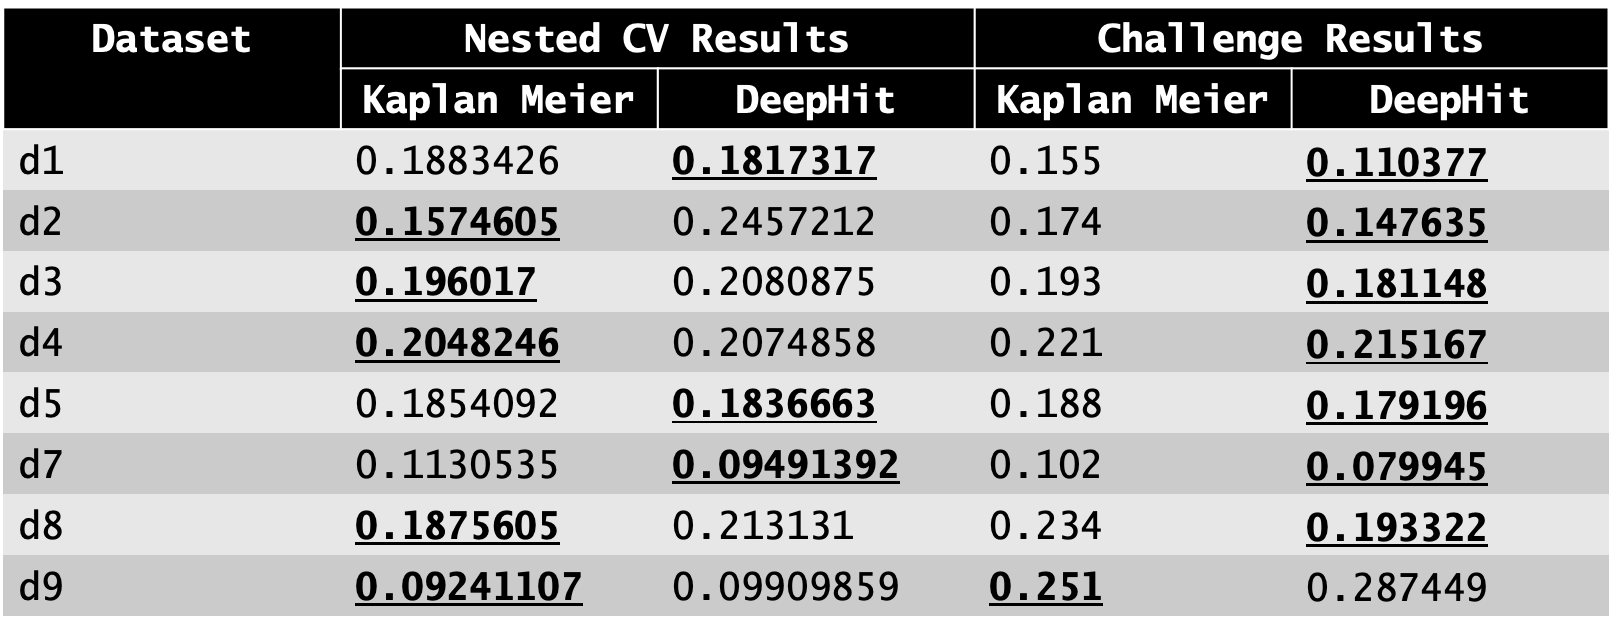 Dataset Nested CV Results Challenge Results
Kaplan Meier DeepHit Kaplan Meier DeepHit
d1 0.1883426 0.1817317 0.155 0.110377
d2 0.1574605 0.2457212 0.174 0.147635
d3 0.196017 0.2080875 0.193 0.181148
d4 0.2048246 0.2074858 0.221 0.215167
d5 0.1854092 0.1836663 0.188 0.179196
d7 0.1130535 0.09491392 0.102 0.079945
d8 0.1875605 0.213131 0.234 0.193322
d9 0.09241107 0.09909859 0.251 0.287449